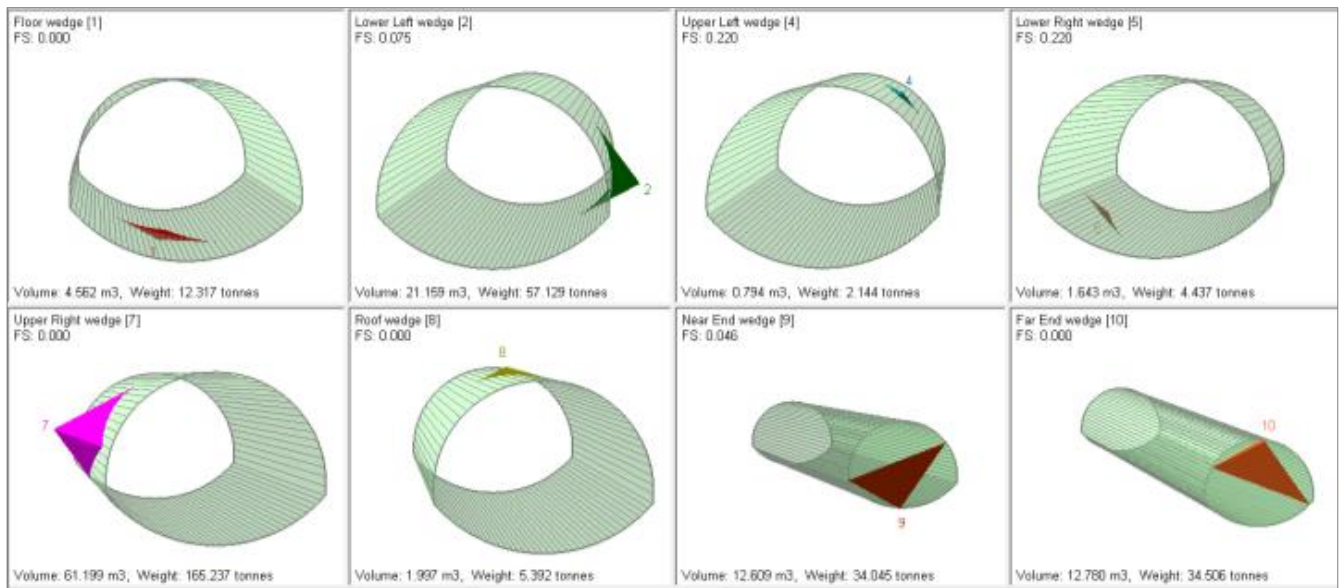 Floor wedge [1]
FS: 0.000
1
Volume: 4.562 m3, Weight: 12.317 tonnes
Lower Left wedge [2]
FS: 0.075
2
Volume: 21.159 m3, Weight: 57.129 tonnes
Upper Left wedge [4]
FS: 0.220
4
Volume: 0.794 m3, Weight: 2.144 tonnes
Lower Right wedge [5]
FS: 0.220
Volume: 1.643 m3, Weight: 4.437 tonnes
Upper Right wedge [7]
FS: 0.000
7
Volume: 61.199 m3, Weight: 165.237 tonnes
Roof wedge [8]
FS: 0.000
8
Volume: 1.997 m3, Weight: 5.392 tonnes
Near End wedge [9]
FS: 0.046
9
Volume: 12.609 m3, Weight: 34.045 tonnes
Far End wedge [10]
FS: 0.000
10
Volume: 12.780 m3, Weight: 34.506 tonnes